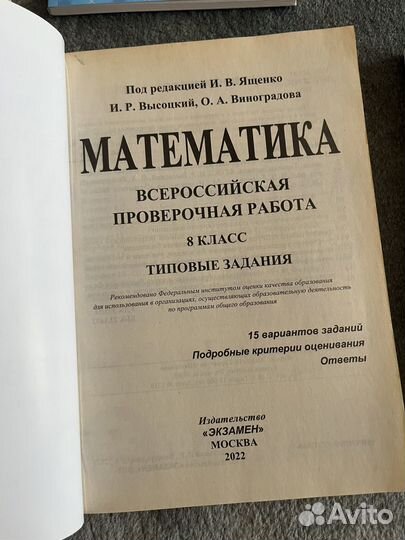 Под редакцией И. В. Ященко
И. Р. Высоцкий, О. А. Виноградова
МАТЕМАТИКА
ВСЕРОССИЙСКАЯ
ПРОВЕРОЧНАЯ РАБОТА
8 КЛАСС
ТИПОВЫЕ ЗАДАНИЯ
Рекомендовано Федеральным институтом оценки качества образования
для использования в организациях, осуществляющих образовательную деятельность
по программам общего образования
15 вариантов заданий
Подробные критерии оценивания
Ответы
Издательство
«ЭКЗАМЕН»
МОСКВА
2022
Avito